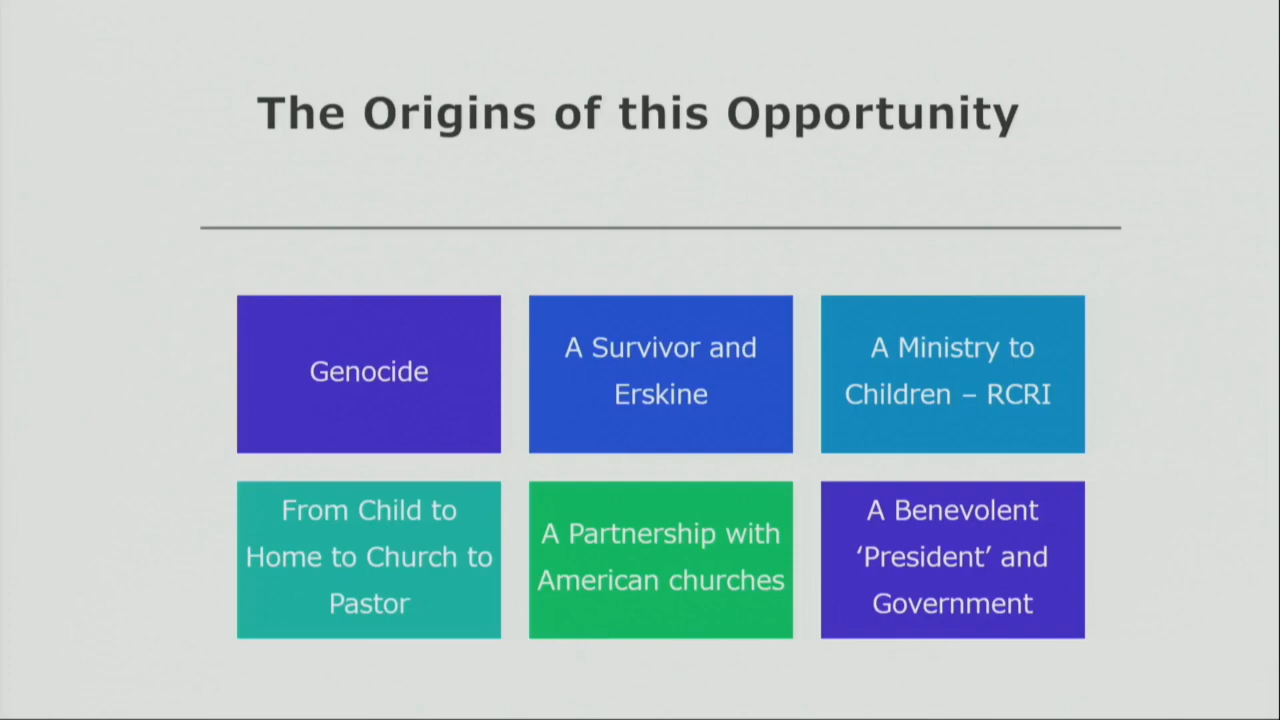 The Origins of this Opportunity
Genocide
A Survivor and
Erskine
A Ministry to
Children – RCRI
From Child to
Home to Church to
Pastor
A Partnership with
American churches
A Benevolent
‘President’ and
Government